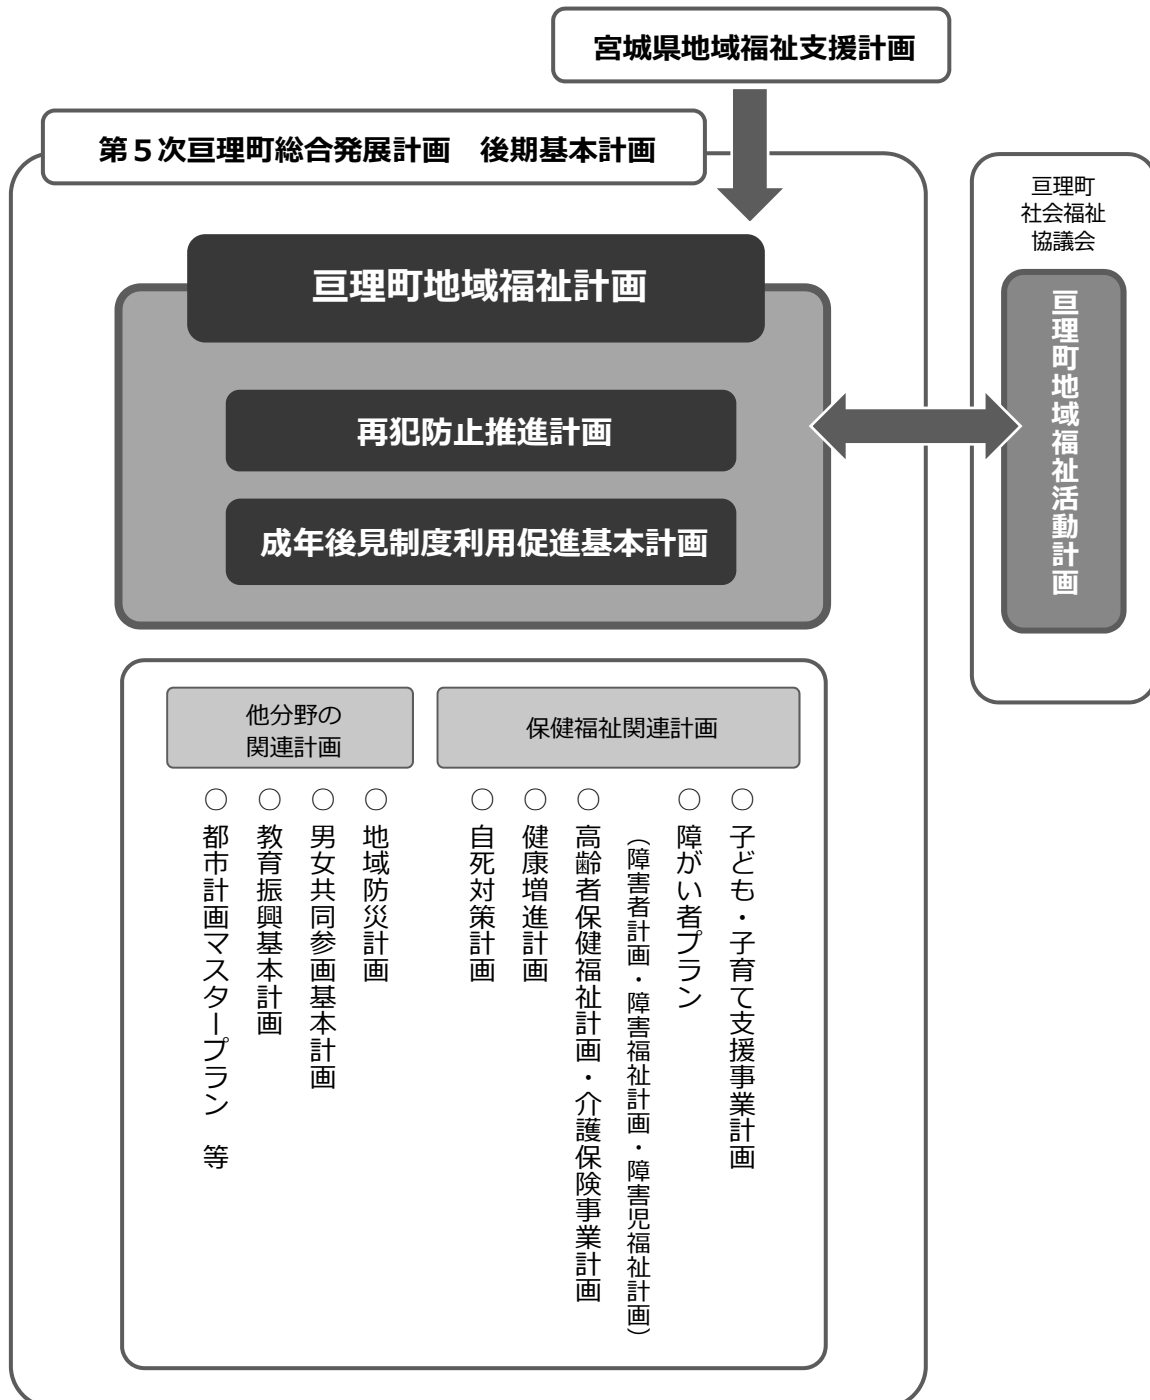 宮城県地域福祉支援計画
第５次亘理町総合発展計画　後期基本計画
亘理町
社会福祉
協議会
亘理町地域福祉計画
再犯防止推進計画
成年後見制度利用促進基本計画
亘理町地域福祉活動計画
他分野の
関連計画
保健福祉関連計画
○子ども・子育て支援事業計画
○障がい者プラン
（障害者計画・障害福祉計画・障害児福祉計画）
○高齢者保健福祉計画・介護保険事業計画
○健康増進計画
○自死対策計画
○地域防災計画
○男女共同参画基本計画
○教育振興基本計画
○都市計画マスタープラン　等